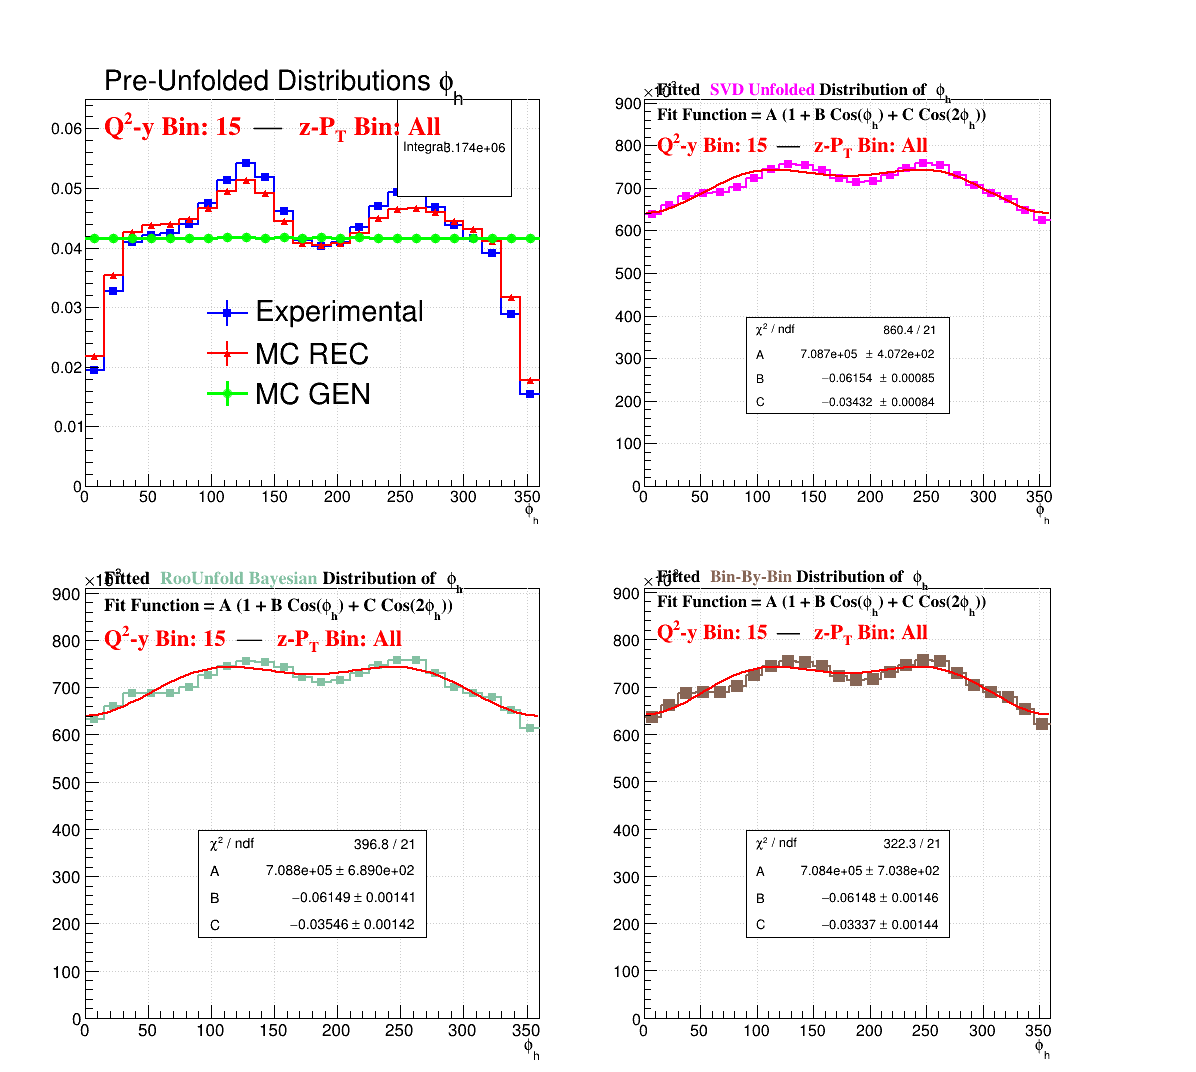 Pre-Unfolded Distributions ϕh
Q²-y Bin: 15 — z-PT Bin: All
Integral 3.174e+06
0.06
0.05
0.04
0.03
0.02
0.01
0
Experimental
MC REC
MC GEN
0 50 100 150 200 250 300 350
ϕh
Fitted SVD Unfolded Distribution of ϕh
Fit Function = A (1 + B Cos(ϕh) + C Cos(2ϕh))
Q²-y Bin: 15 — z-PT Bin: All
900
800
700
600
500
400
300
200
100
0
χ² / ndf 860.4 / 21
A 7.087e+05 ± 4.072e+02
B −0.06154 ± 0.00085
C −0.03432 ± 0.00084
0 50 100 150 200 250 300 350
ϕh
Fitted RooUnfold Bayesian Distribution of ϕh
Fit Function = A (1 + B Cos(ϕh) + C Cos(2ϕh))
Q²-y Bin: 15 — z-PT Bin: All
900
800
700
600
500
400
300
200
100
0
χ² / ndf 396.8 / 21
A 7.088e+05 ± 6.890e+02
B −0.06149 ± 0.00141
C −0.03546 ± 0.00142
0 50 100 150 200 250 300 350
ϕh
Fitted Bin-By-Bin Distribution of ϕh
Fit Function = A (1 + B Cos(ϕh) + C Cos(2ϕh))
Q²-y Bin: 15 — z-PT Bin: All
900
800
700
600
500
400
300
200
100
0
χ² / ndf 322.3 / 21
A 7.084e+05 ± 7.038e+02
B −0.06148 ± 0.00146
C −0.03337 ± 0.00144
0 50 100 150 200 250 300 350
ϕh